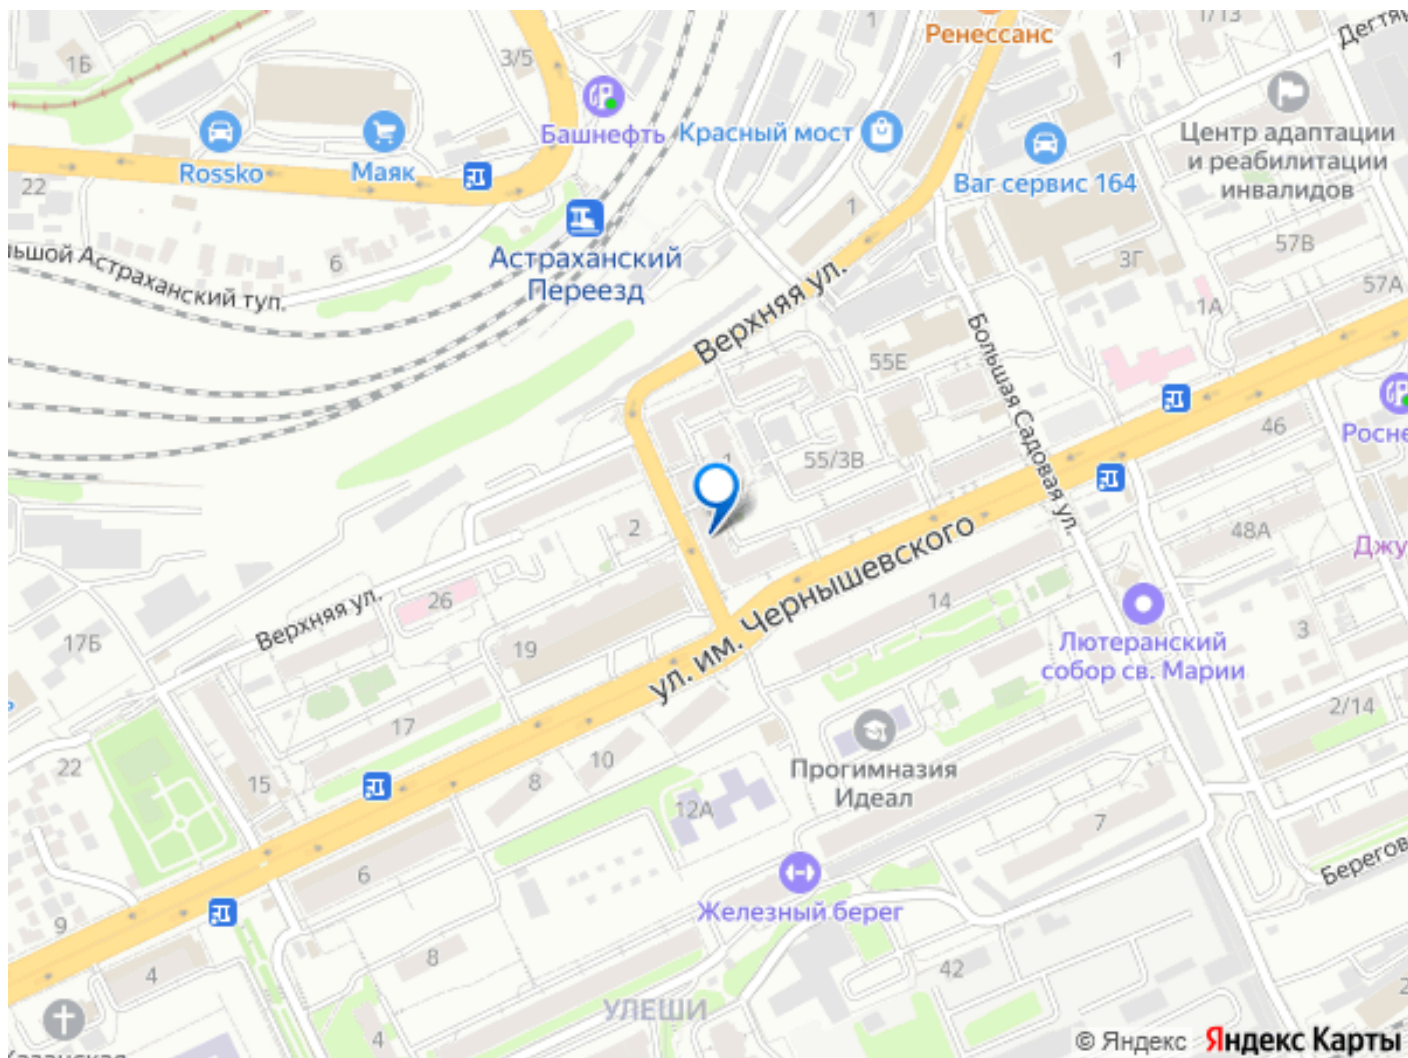 1
1/13
Дегтя
Ренессанс
1Б
3/5
1
Башнефть
Красный мост
Центр адаптации
и реабилитации
инвалидов
Rossko
Маяк
Ваг сервис 164
22
1
57В
льшой Астраханский туп.
6
Астраханский
Переезд
3Г
57А
1А
Верхняя ул.
Большая Садовая ул.
55Е
46
Росне
1
55/3В
2
48А
Джу
ул. им. Чернышевского
26
14
Верхняя ул.
17Б
19
3
Лютеранский
собор св. Марии
17
2/14
22
15
10
8
Прогимназия
Идеал
12А
7
6
Берегов
Железный берег
9
8
4
42
УЛЕШИ
4
2
Казанская
© Яндекс Яндекс Карты